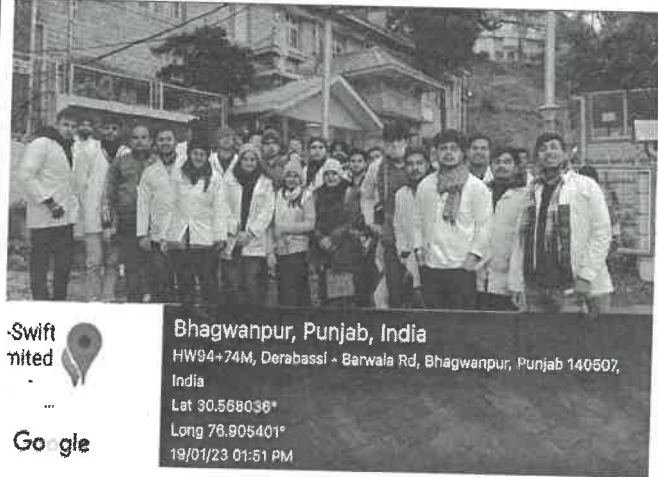 -Swift
mited
Google
Bhagwanpur, Punjab, India
HW94+74M, Derabassi - Barwala Rd, Bhagwanpur, Punjab 140507,
India
Lat 30.568036°
Long 76.905401°
19/01/23 01:51 PM